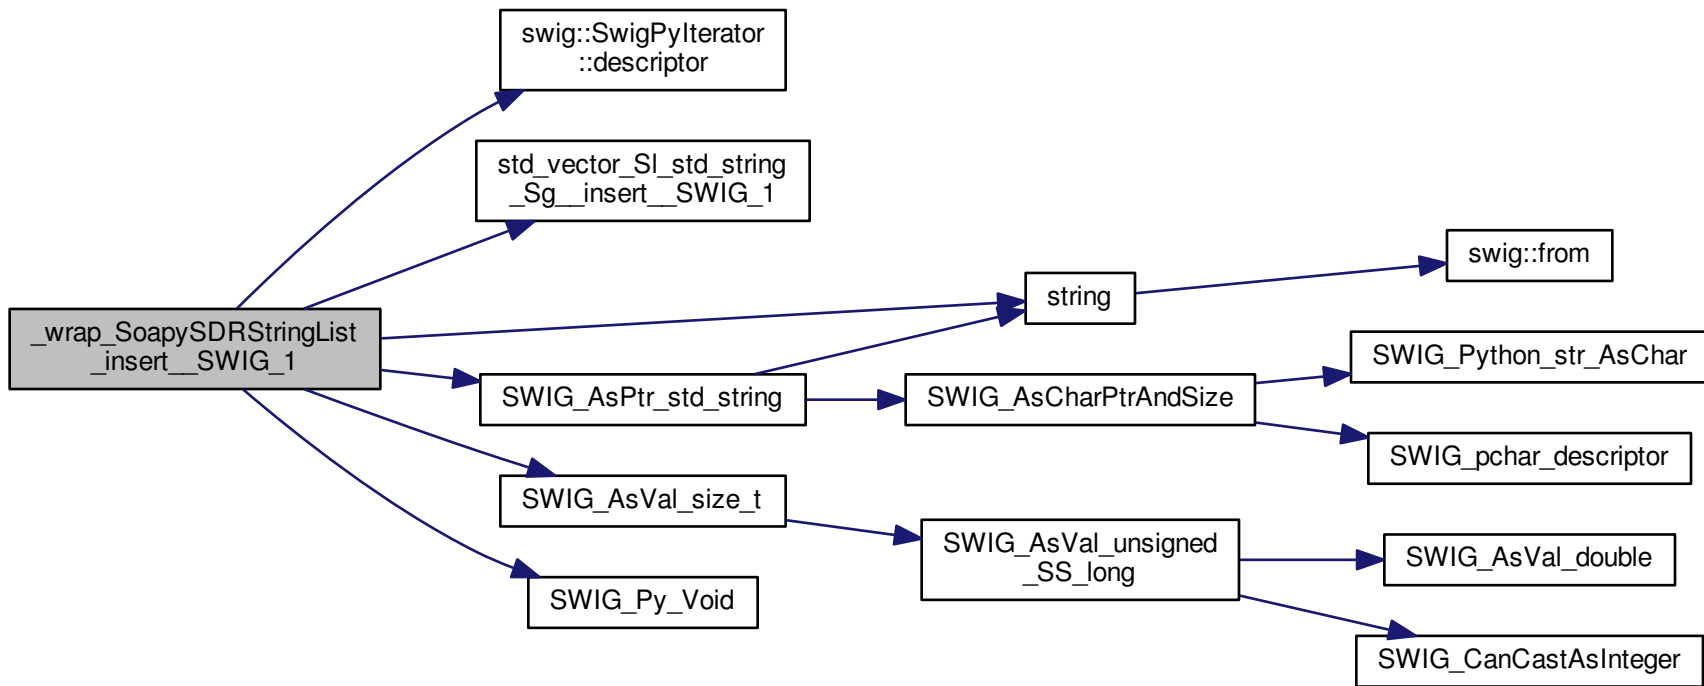 swig::SwigPyIterator
::descriptor
std_vector_Sl_std_string
_Sg__insert__SWIG_1
swig::from
string
_wrap_SoapySDRStringList
_insert__SWIG_1
SWIG_Python_str_AsChar
SWIG_AsPtr_std_string
SWIG_AsCharPtrAndSize
SWIG_pchar_descriptor
SWIG_AsVal_size_t
SWIG_AsVal_unsigned
_SS_long
SWIG_AsVal_double
SWIG_Py_Void
SWIG_CanCastAsInteger